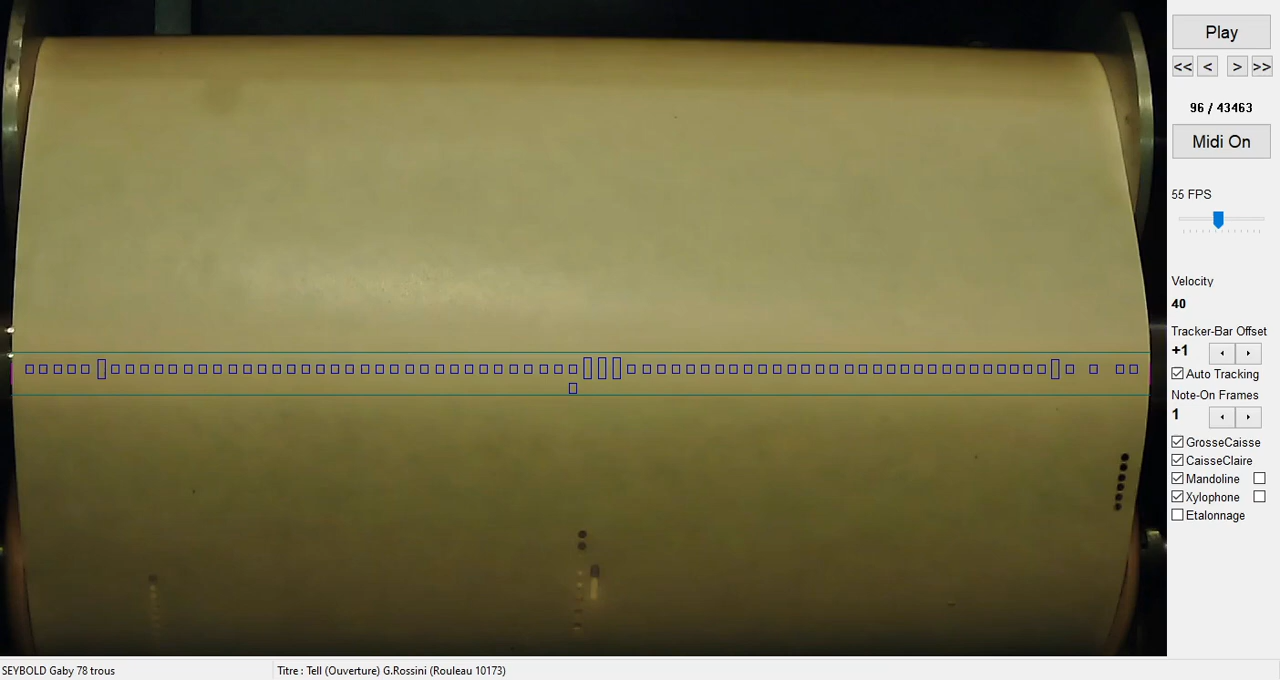 Play
<< < > >>
96 / 43463
Midi On
55 FPS
Velocity
40
Tracker-Bar Offset
+1
Auto Tracking
Note-On Frames
1
GrosseCaisse
CaisseClaire
Mandoline
Xylophone
Etalonnage
SEYBOLD Gaby 78 trous
Titre : Tell (Ouverture) G.Rossini (Rouleau 10173)